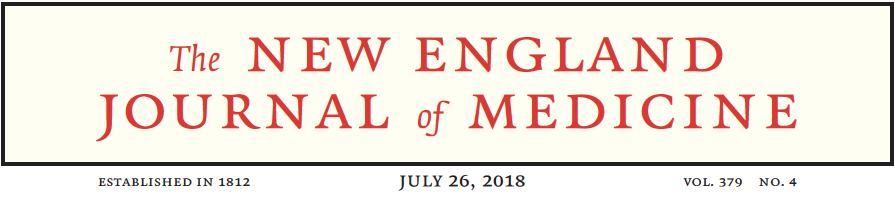 The NEW ENGLAND
JOURNAL of MEDICINE
ESTABLISHED IN 1812 JULY 26, 2018 VOL. 379 NO. 4